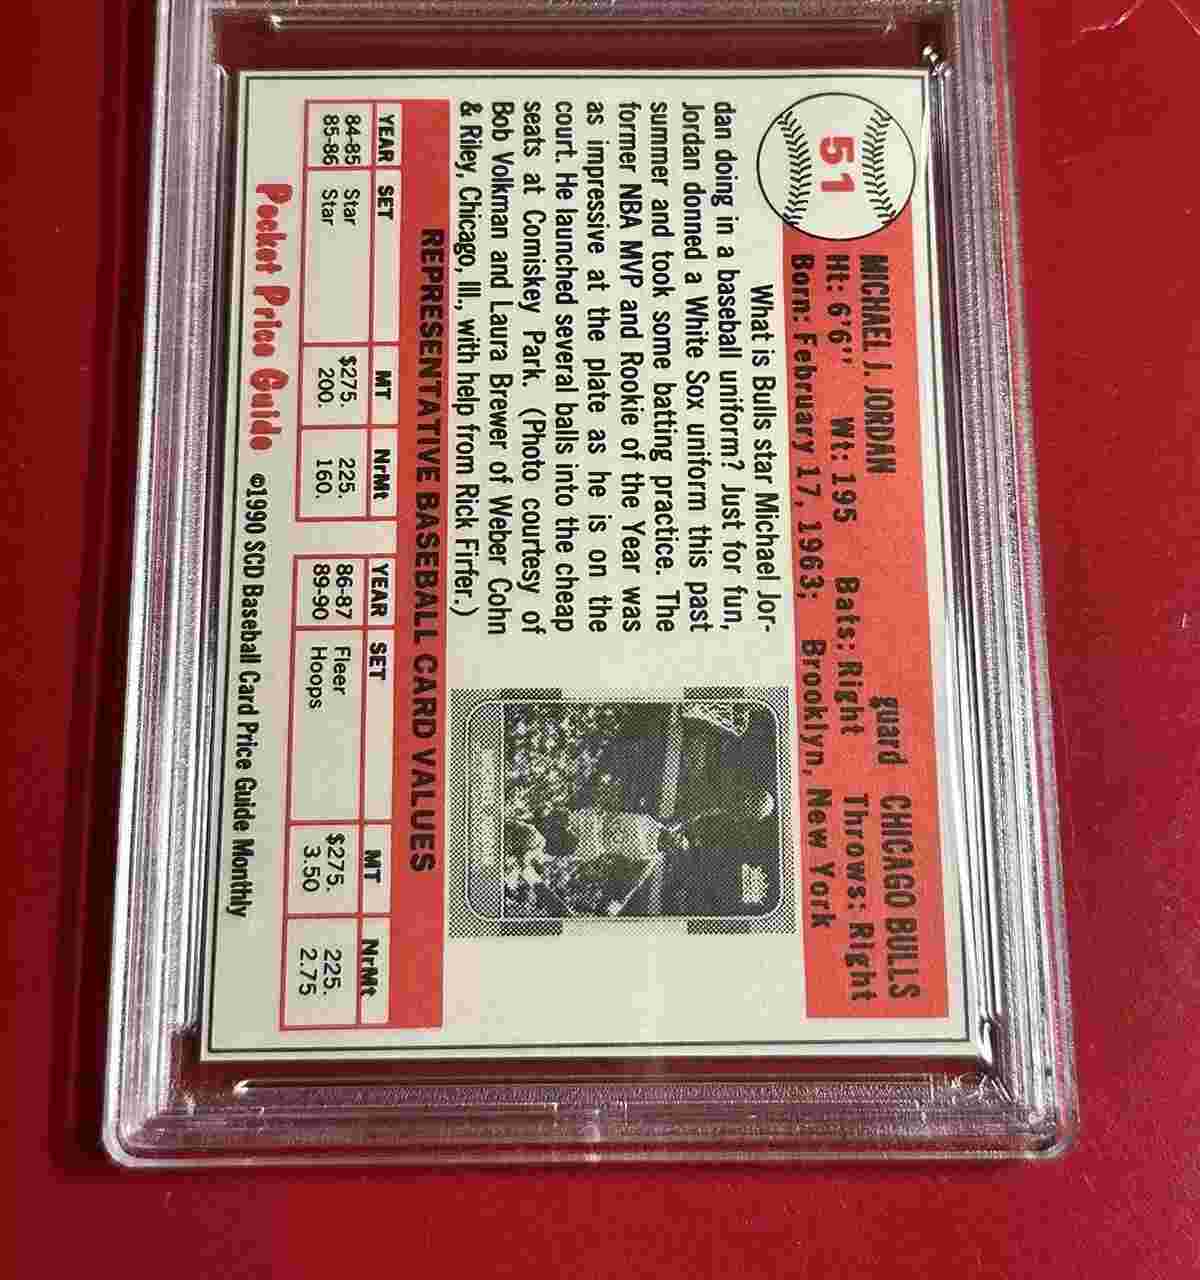 51
MICHAEL J. JORDAN guard CHICAGO BULLS
Ht: 6'6'' Wt: 195 Bats: Right Throws: Right
Born: February 17, 1963; Brooklyn, New York
What is Bulls star Michael Jor-
dan doing in a baseball uniform? Just for fun,
Jordan donned a White Sox uniform this past
summer and took some batting practice. The
former NBA MVP and Rookie of the Year was
as impressive at the plate as he is on the
court. He launched several balls into the cheap
seats at Comiskey Park. (Photo courtesy of
Bob Volkman and Laura Brewer of Weber Cohn
& Riley, Chicago, Ill., with help from Rick Firfer.)
REPRESENTATIVE BASEBALL CARD VALUES
YEAR SET MT NrMt YEAR SET MT NrMt
84-85 Star $275. 225. 86-87 Fleer $275. 225.
85-86 Star 200. 160. 89-90 Hoops 3.50 2.75
Pocket Price Guide ©1990 SCD Baseball Card Price Guide Monthly